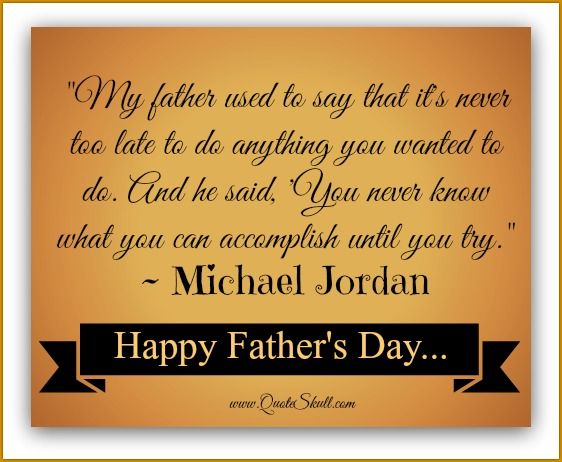 "My father used to say that it's never
too late to do anything you wanted to
do. And he said, 'You never know
what you can accomplish until you try."
~ Michael Jordan
Happy Father's Day...
www.QuoteSkull.com